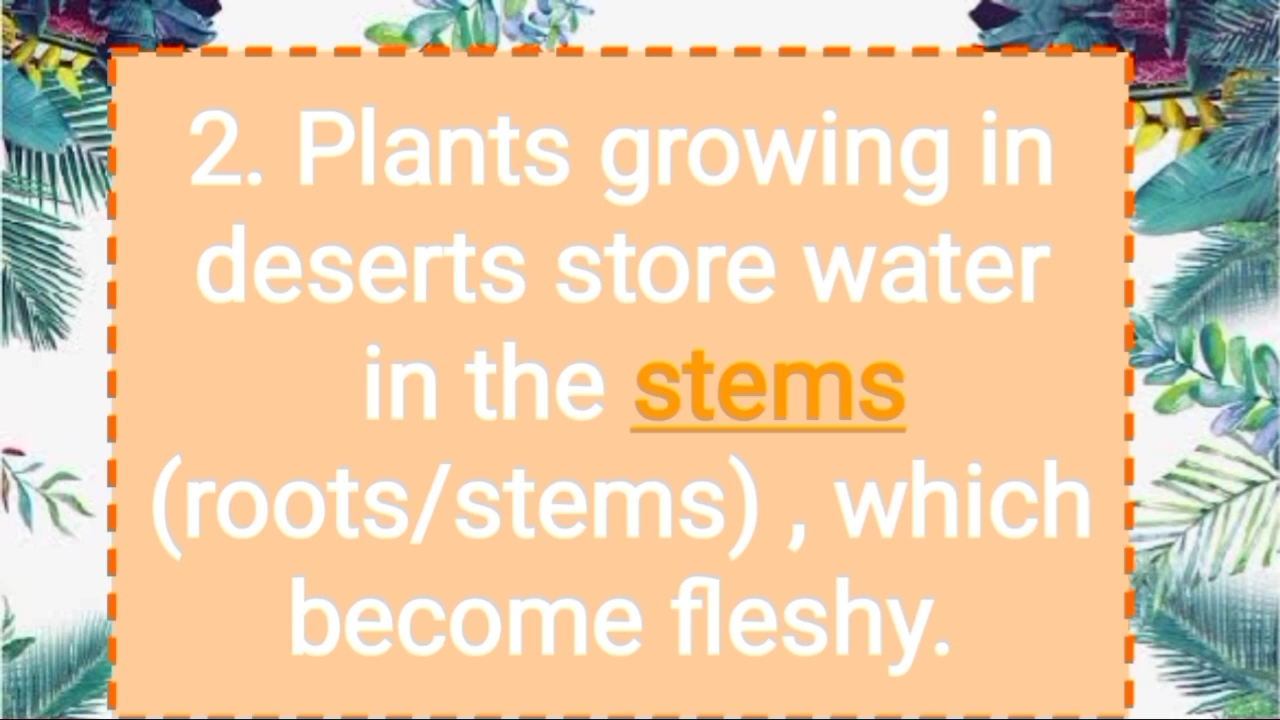 2. Plants growing in
deserts store water
in the stems
(roots/stems) , which
become fleshy.